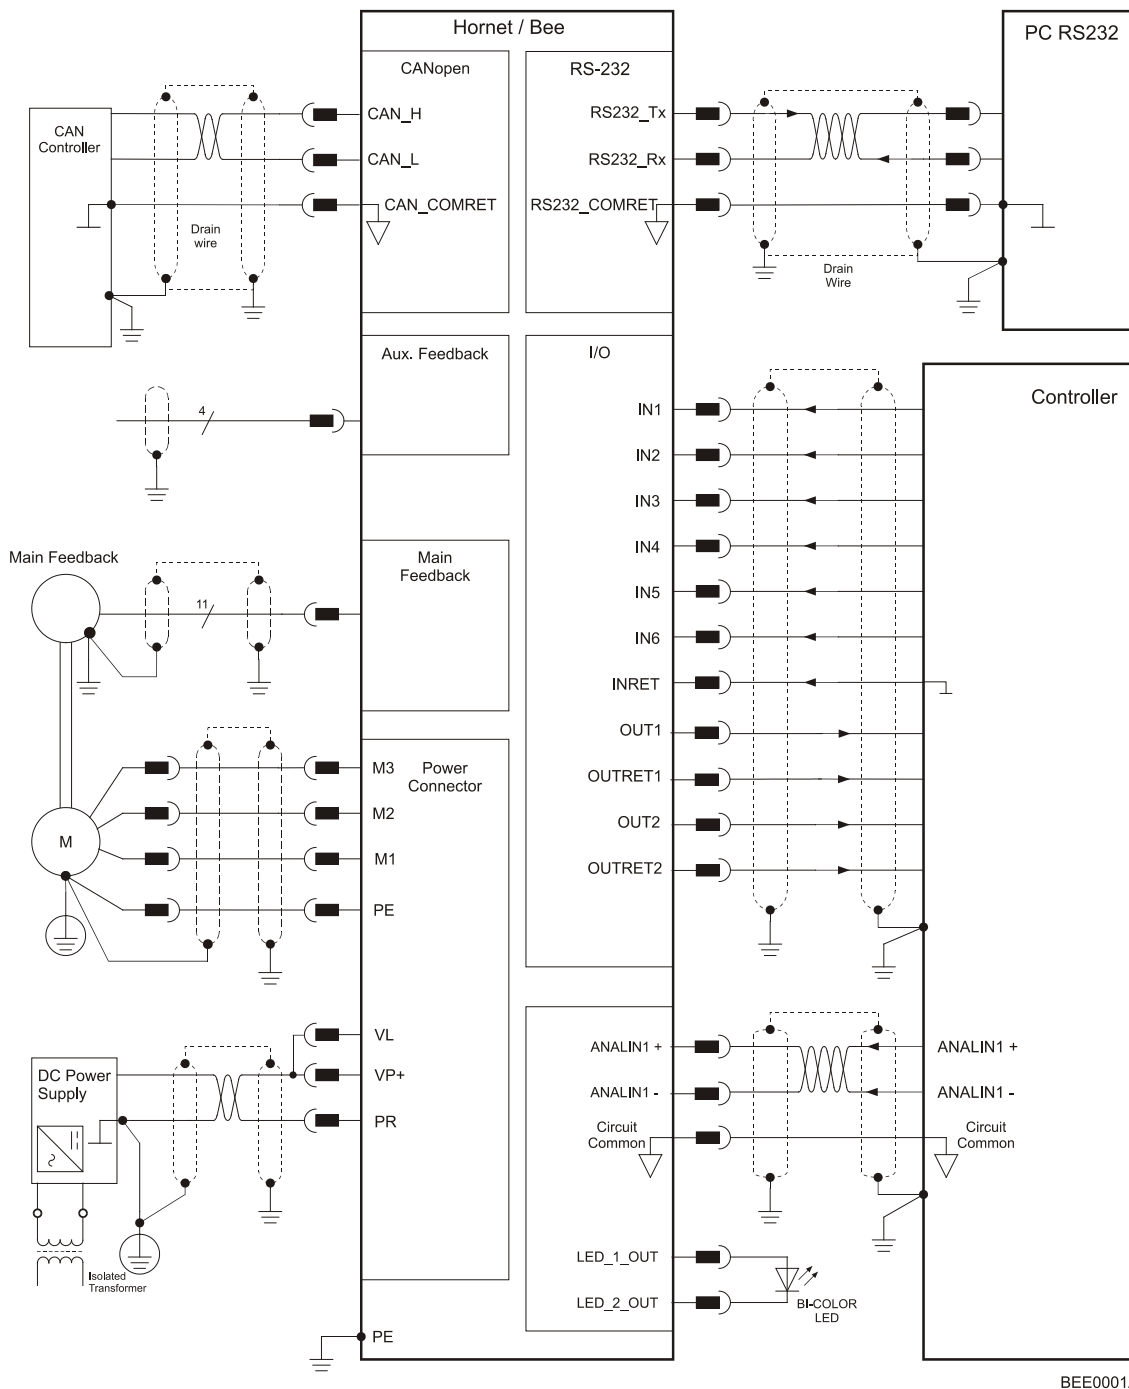 Hornet / Bee
PC RS232
CANopen
RS-232
CAN
Controller
CAN_H
CAN_L
CAN_COMRET
Drain
wire
RS232_Tx
RS232_Rx
RS232_COMRET
Drain
Wire
Aux. Feedback
4
I/O
Controller
IN1
IN2
IN3
IN4
IN5
IN6
INRET
OUT1
OUTRET1
OUT2
OUTRET2
Main Feedback
11
Main
Feedback
Power
Connector
M3
M2
M1
PE
M
VL
VP+
PR
DC Power
Supply
Isolated
Transformer
ANALIN1 +
ANALIN1 -
Circuit
Common
ANALIN1 +
ANALIN1 -
Circuit
Common
LED_1_OUT
LED_2_OUT
BI-COLOR
LED
PE